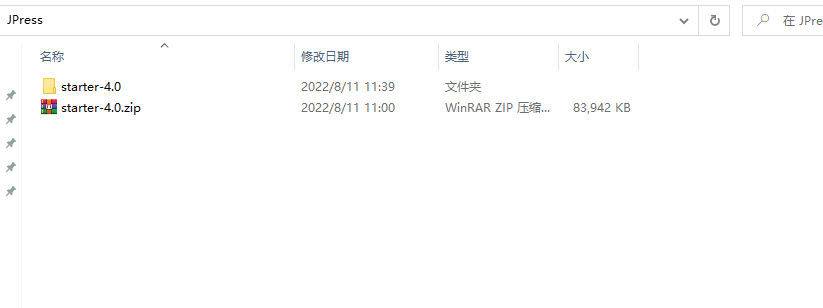 JPress
在 JPre
名称 修改日期 类型 大小
starter-4.0 2022/8/11 11:39 文件夹
starter-4.0.zip 2022/8/11 11:00 WinRAR ZIP 压缩... 83,942 KB